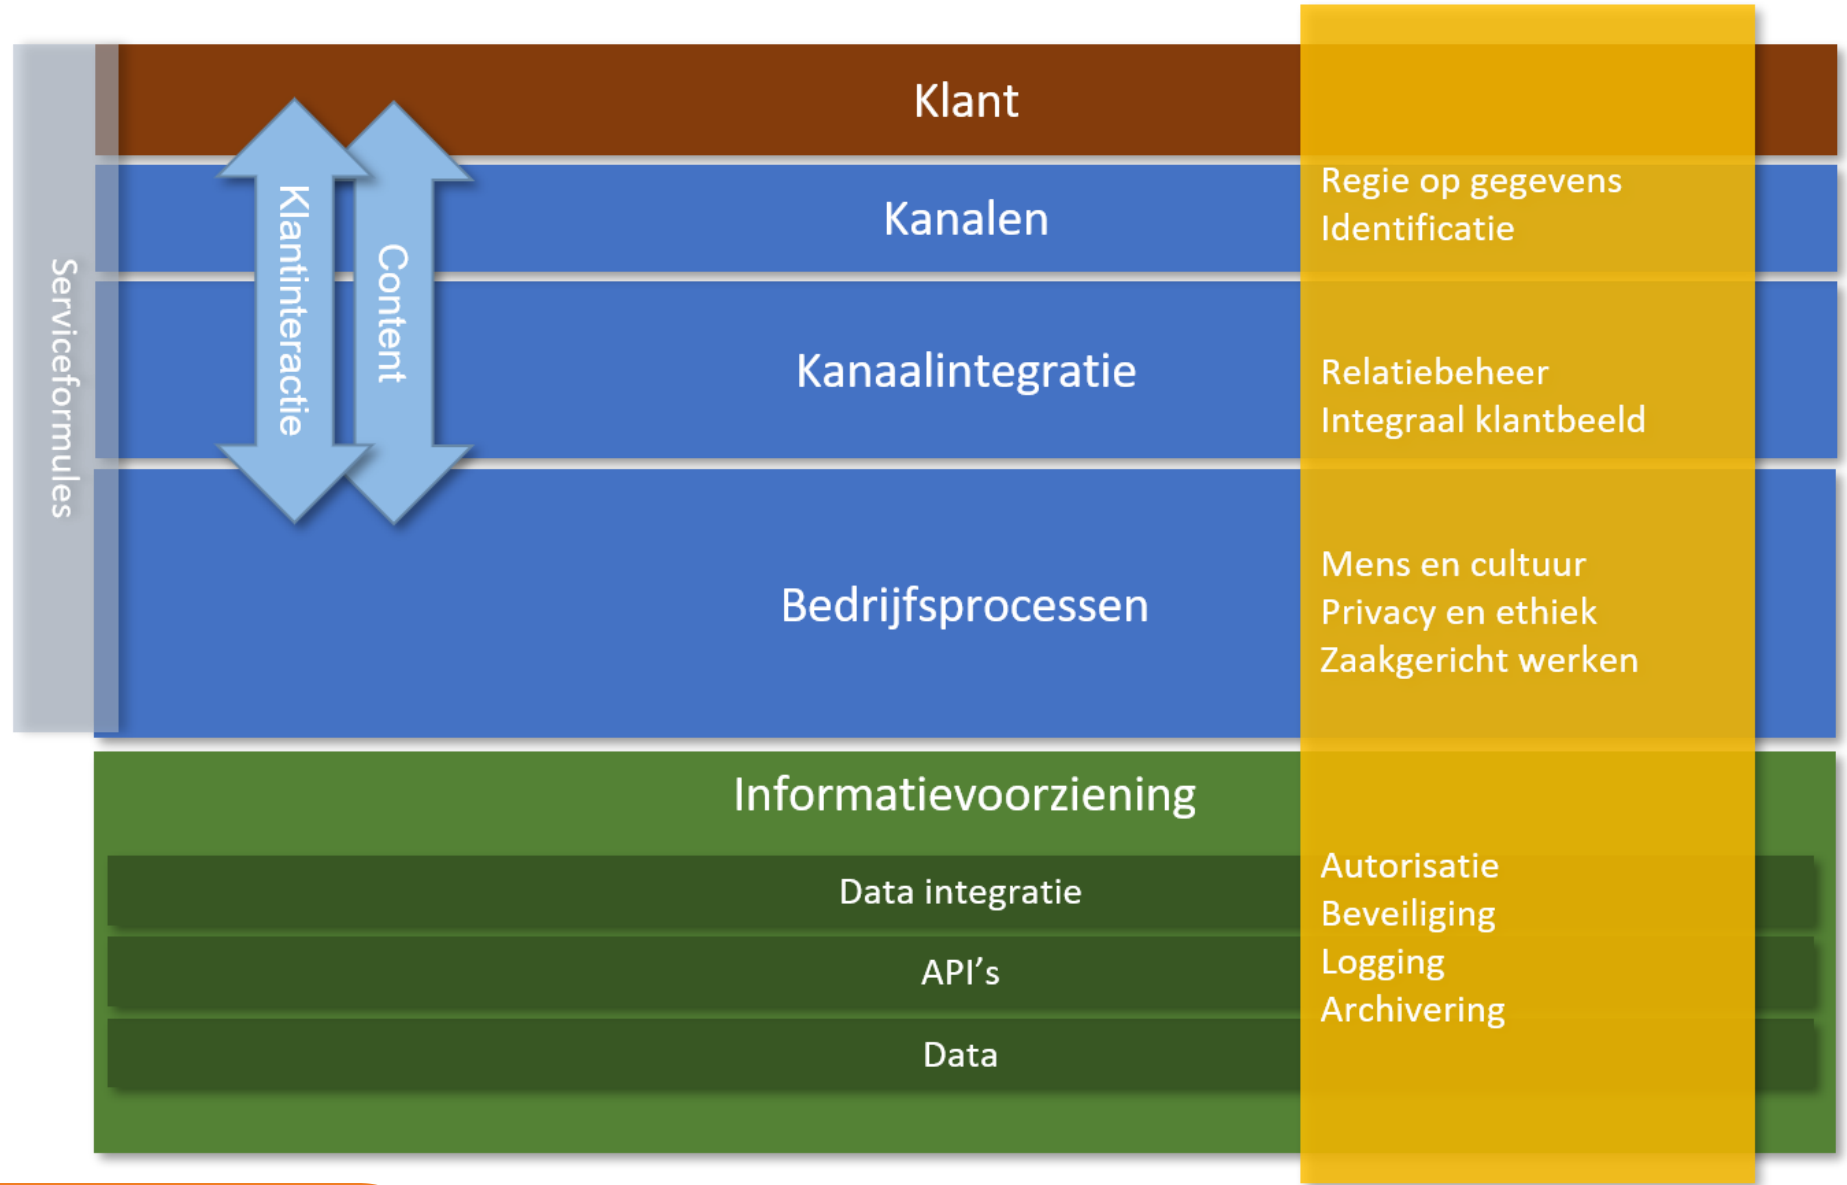 Klant
Kanalen
Kanaalintegratie
Bedrijfsprocessen
Informatievoorziening
Data integratie
API’s
Data
Serviceformules
Klantinteractie
Content
Regie op gegevens
Identificatie
Relatiebeheer
Integraal klantbeeld
Mens en cultuur
Privacy en ethiek
Zaakgericht werken
Autorisatie
Beveiliging
Logging
Archivering